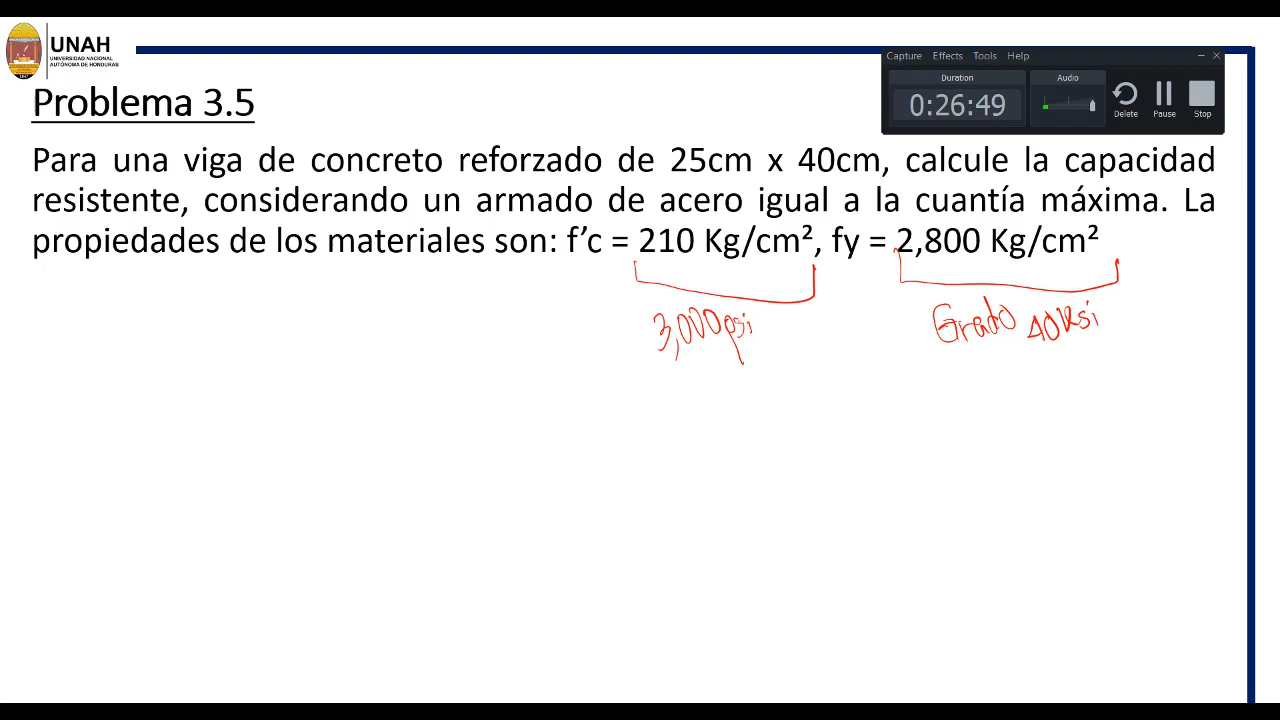 UNAH
UNIVERSIDAD NACIONAL
AUTÓNOMA DE HONDURAS
Capture Effects Tools Help
Duration
Audio
0:26:49
Delete
Pause
Stop
Problema 3.5
Para una viga de concreto reforzado de 25cm x 40cm, calcule la capacidad
resistente, considerando un armado de acero igual a la cuantía máxima. La
propiedades de los materiales son: f’c = 210 Kg/cm², fy = 2,800 Kg/cm²
3,000psi
Grado 40Ksi